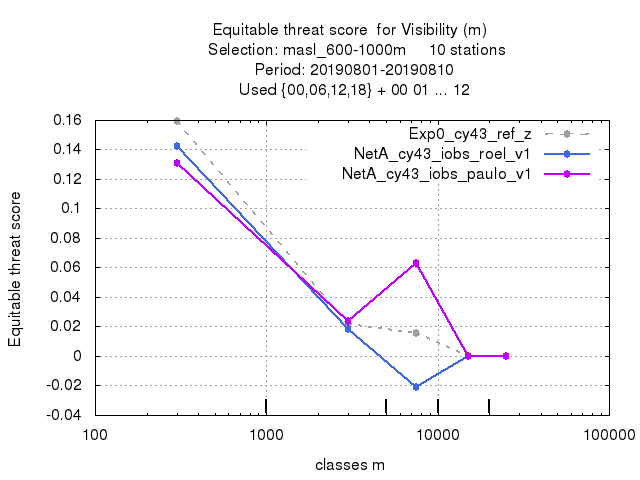 Equitable threat score  for Visibility (m)
Selection: masl_600-1000m     10 stations
Period: 20190801-20190810
Used {00,06,12,18} + 00 01 ... 12
Exp0_cy43_ref_z
NetA_cy43_iobs_roel_v1
NetA_cy43_iobs_paulo_v1
Equitable threat score
0.16
0.14
0.12
0.1
0.08
0.06
0.04
0.02
0
-0.02
-0.04
100 1000 10000 100000
classes m